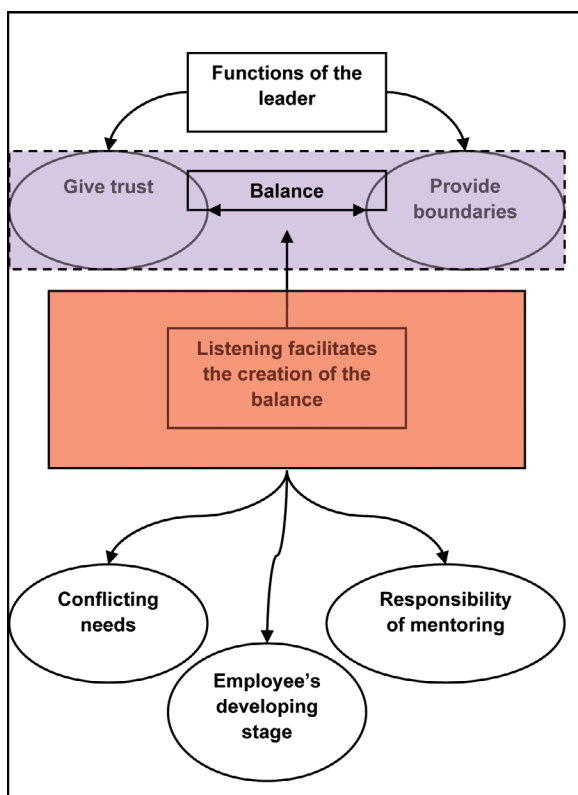 Functions of the
leader
Give trust
Balance
Provide
boundaries
Listening facilitates
the creation of the
balance
Conflicting
needs
Responsibility
of mentoring
Employee’s
developing
stage